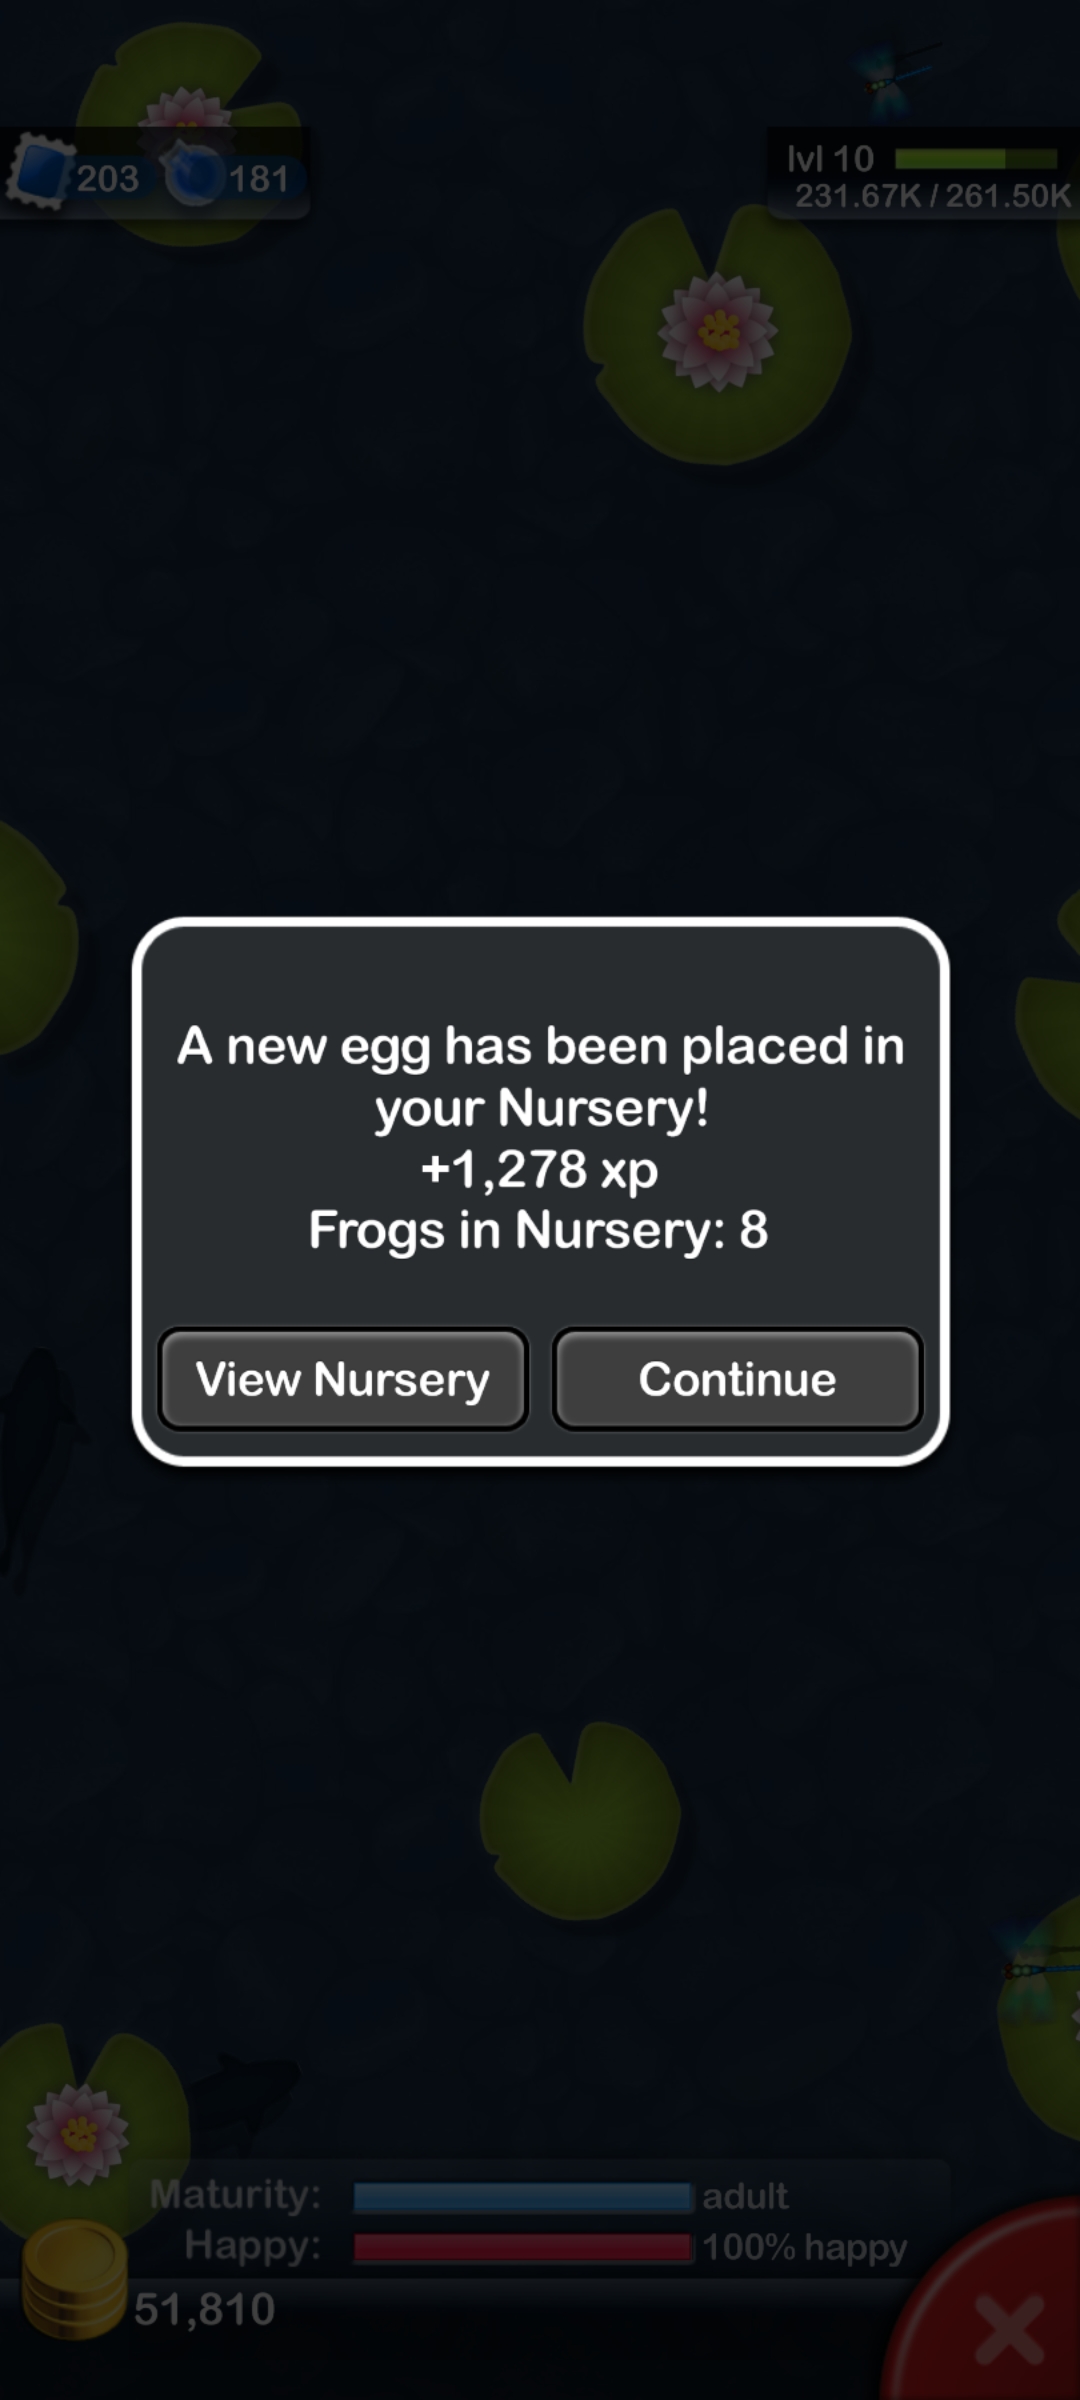 203 181
lvl 10
231.67K / 261.50K
A new egg has been placed in
your Nursery!
+1,278 xp
Frogs in Nursery: 8
View Nursery Continue
Maturity: adult
Happy: 100% happy
51,810